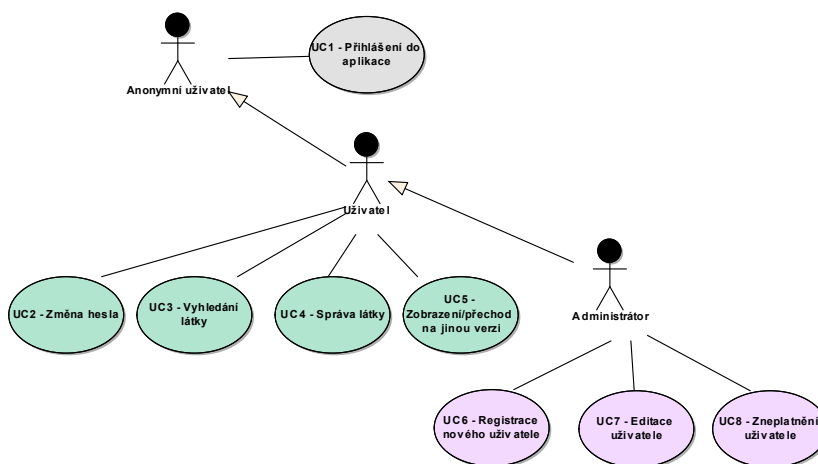 UC1 - Přihlášení do
aplikace
Anonymní uživatel
Uživatel
UC2 - Změna hesla
UC3 - Vyhledání
látky
UC4 - Správa látky
UC5 -
Zobrazení/přechod
na jinou verzi
Administrátor
UC6 - Registrace
nového uživatele
UC7 - Editace
uživatele
UC8 - Zneplatnění
uživatele